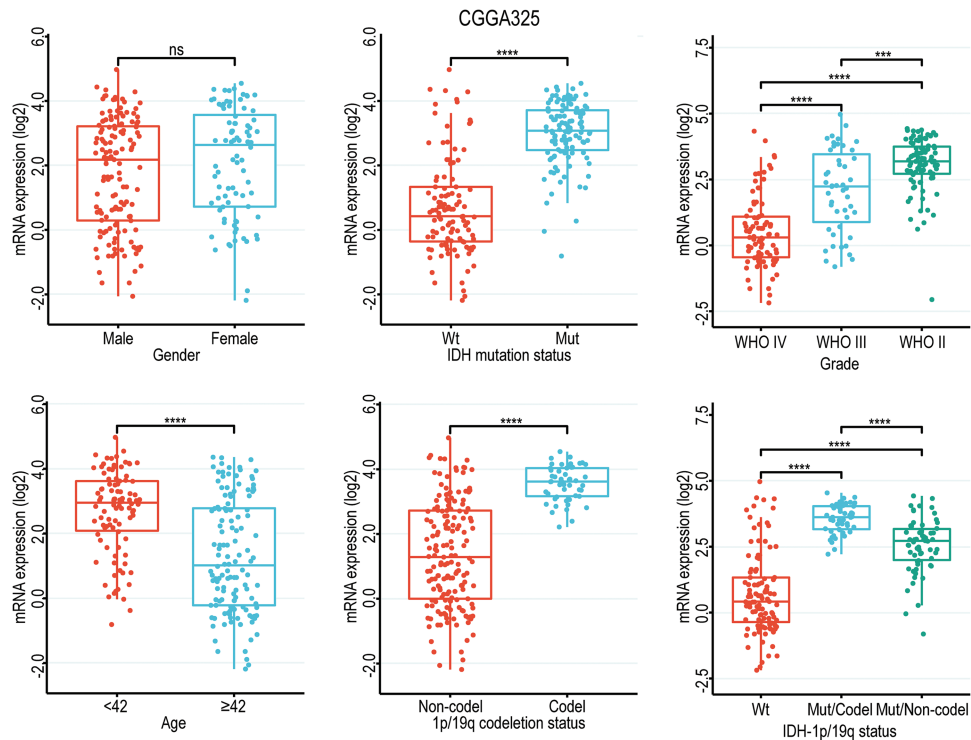 CGGA325
mRNA expression (log2)
6.0
4.0
2.0
0.0
-2.0
ns
Male
Female
Gender
mRNA expression (log2)
6.0
4.0
2.0
0.0
-2.0
****
Wt
Mut
IDH mutation status
mRNA expression (log2)
7.5
5.0
2.5
0.0
-2.5
***
****
****
WHO IV
WHO III
WHO II
Grade
mRNA expression (log2)
6.0
4.0
2.0
0.0
-2.0
****
<42
≥42
Age
mRNA expression (log2)
6.0
4.0
2.0
0.0
-2.0
****
Non-codel
Codel
1p/19q codeletion status
mRNA expression (log2)
7.5
5.0
2.5
0.0
-2.5
****
****
****
Wt
Mut/Codel
Mut/Non-codel
IDH-1p/19q status